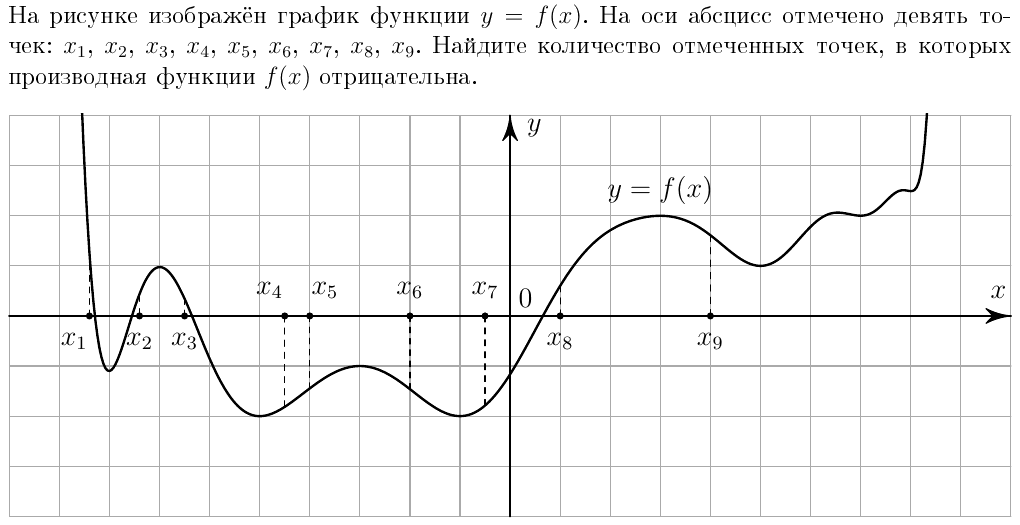 На рисунке изображён график функции y = f(x). На оси абсцисс отмечено девять то-
чек: x₁, x₂, x₃, x₄, x₅, x₆, x₇, x₈, x₉. Найдите количество отмеченных точек, в которых
производная функции f(x) отрицательна.
y
y = f(x)
x₄ x₅ x₆ x₇ 0 x
x₁ x₂ x₃ x₈ x₉